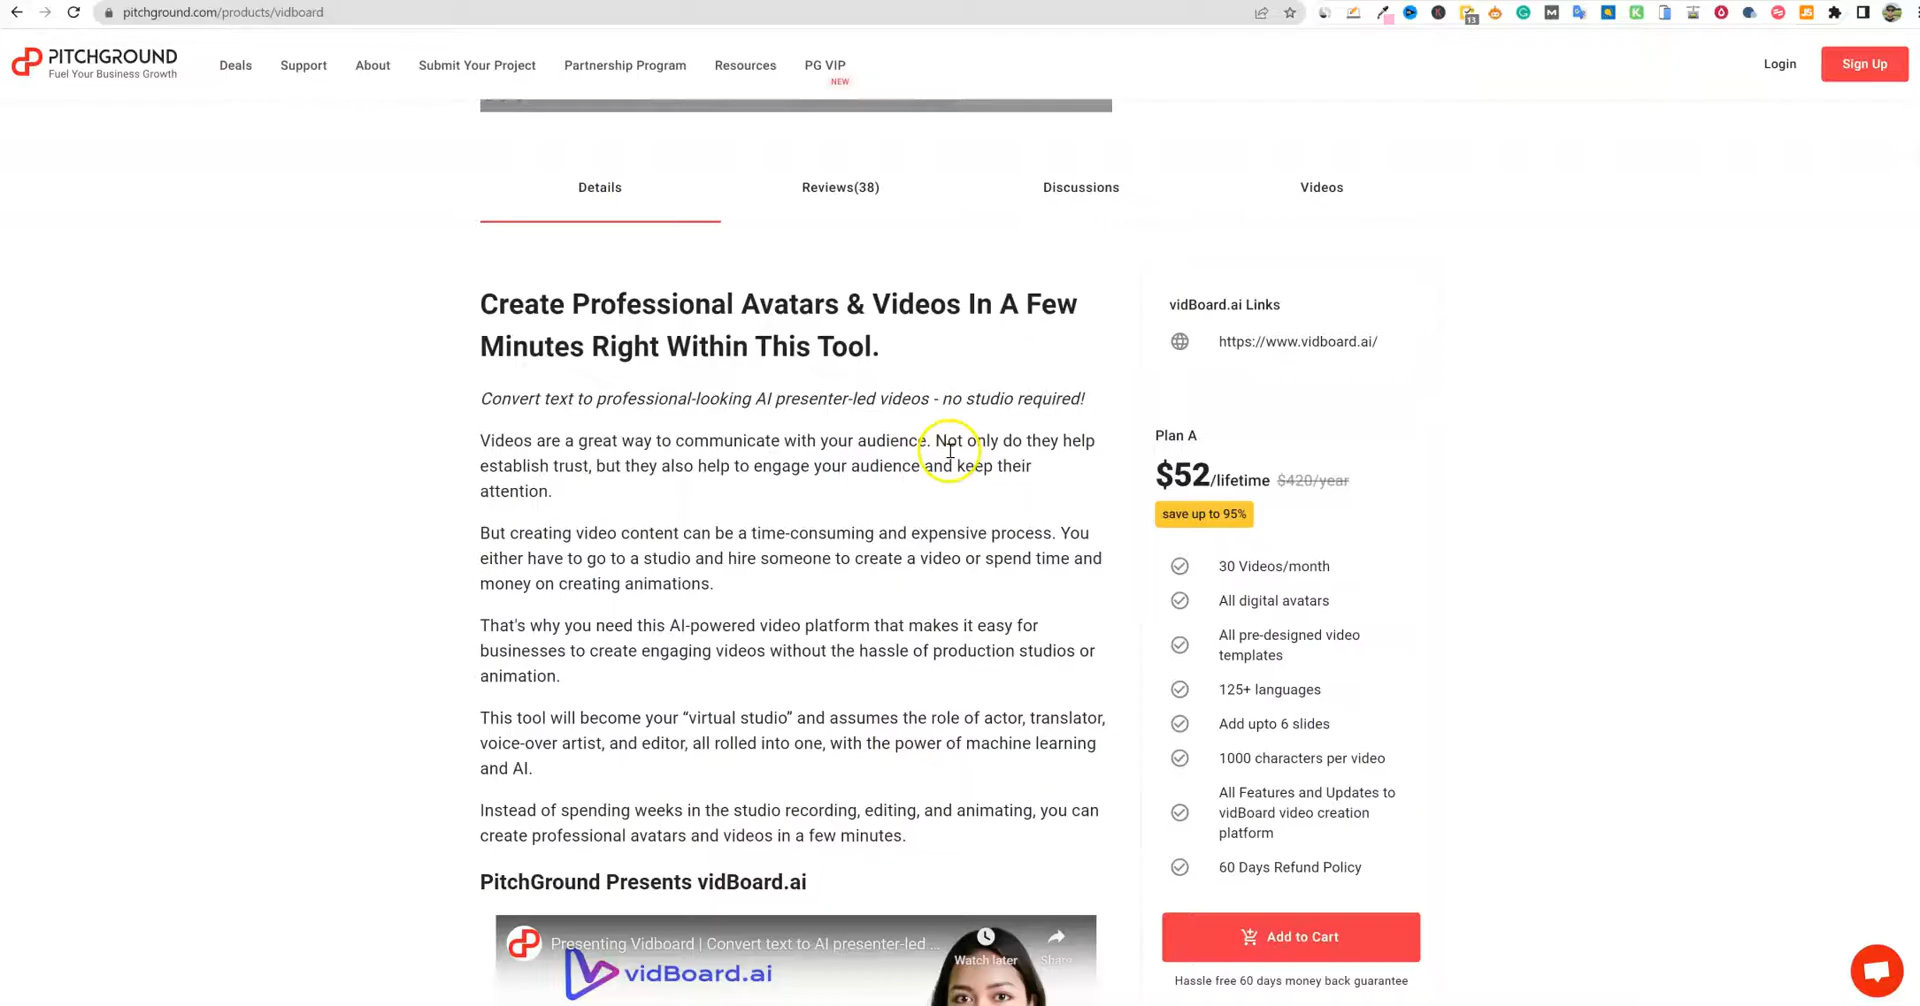 pitchground.com/products/vidboard
13
PITCHGROUND
Fuel Your Business Growth
Deals
Support
About
Submit Your Project
Partnership Program
Resources
PG VIP
NEW
Login
Sign Up
Details
Reviews(38)
Discussions
Videos
Create Professional Avatars & Videos In A Few
Minutes Right Within This Tool.
Convert text to professional-looking AI presenter-led videos - no studio required!
Videos are a great way to communicate with your audience. Not only do they help
establish trust, but they also help to engage your audience and keep their
attention.
But creating video content can be a time-consuming and expensive process. You
either have to go to a studio and hire someone to create a video or spend time and
money on creating animations.
That's why you need this AI-powered video platform that makes it easy for
businesses to create engaging videos without the hassle of production studios or
animation.
This tool will become your “virtual studio” and assumes the role of actor, translator,
voice-over artist, and editor, all rolled into one, with the power of machine learning
and AI.
Instead of spending weeks in the studio recording, editing, and animating, you can
create professional avatars and videos in a few minutes.
PitchGround Presents vidBoard.ai
Presenting Vidboard | Convert text to AI presenter-led ...
Watch later
Share
vidBoard.ai
vidBoard.ai Links
https://www.vidboard.ai/
Plan A
$52/lifetime $420/year
save up to 95%
30 Videos/month
All digital avatars
All pre-designed video
templates
125+ languages
Add upto 6 slides
1000 characters per video
All Features and Updates to
vidBoard video creation
platform
60 Days Refund Policy
Add to Cart
Hassle free 60 days money back guarantee